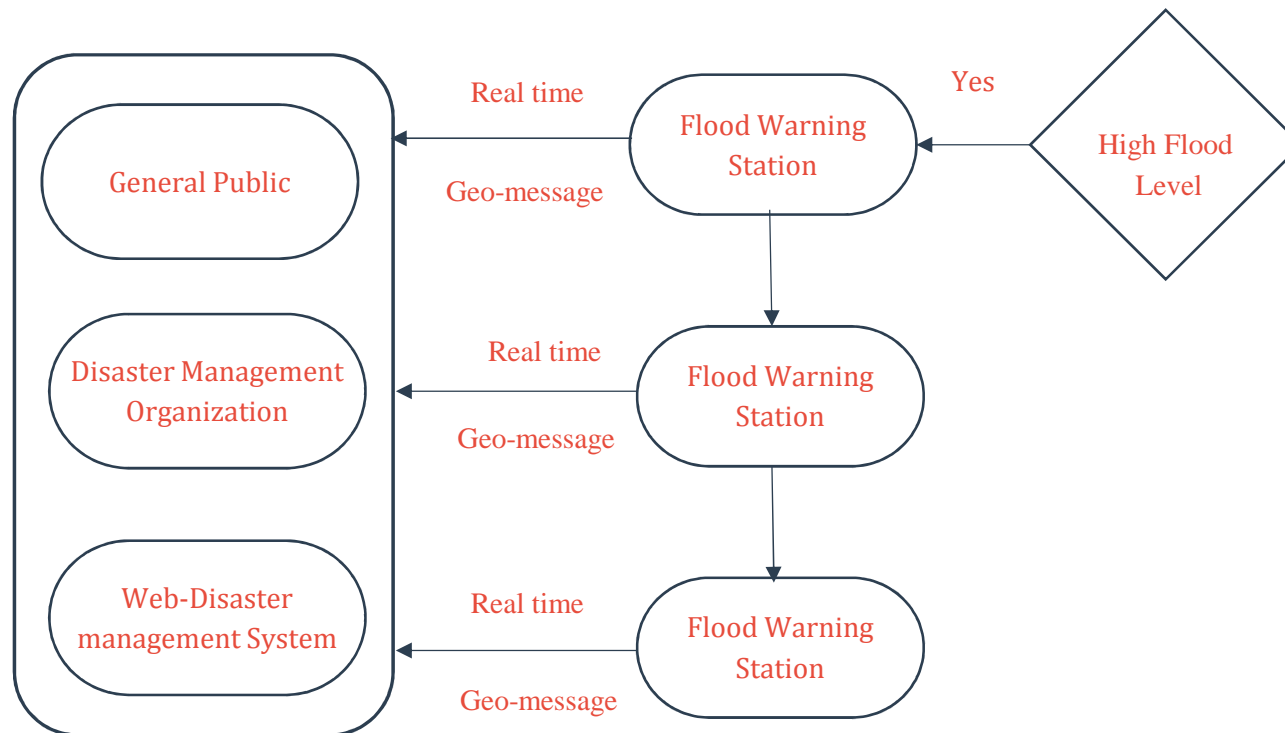 Yes
High Flood
Level
Flood Warning
Station
Real time
Geo-message
General Public
Flood Warning
Station
Real time
Geo-message
Disaster Management
Organization
Flood Warning
Station
Real time
Geo-message
Web-Disaster
management System